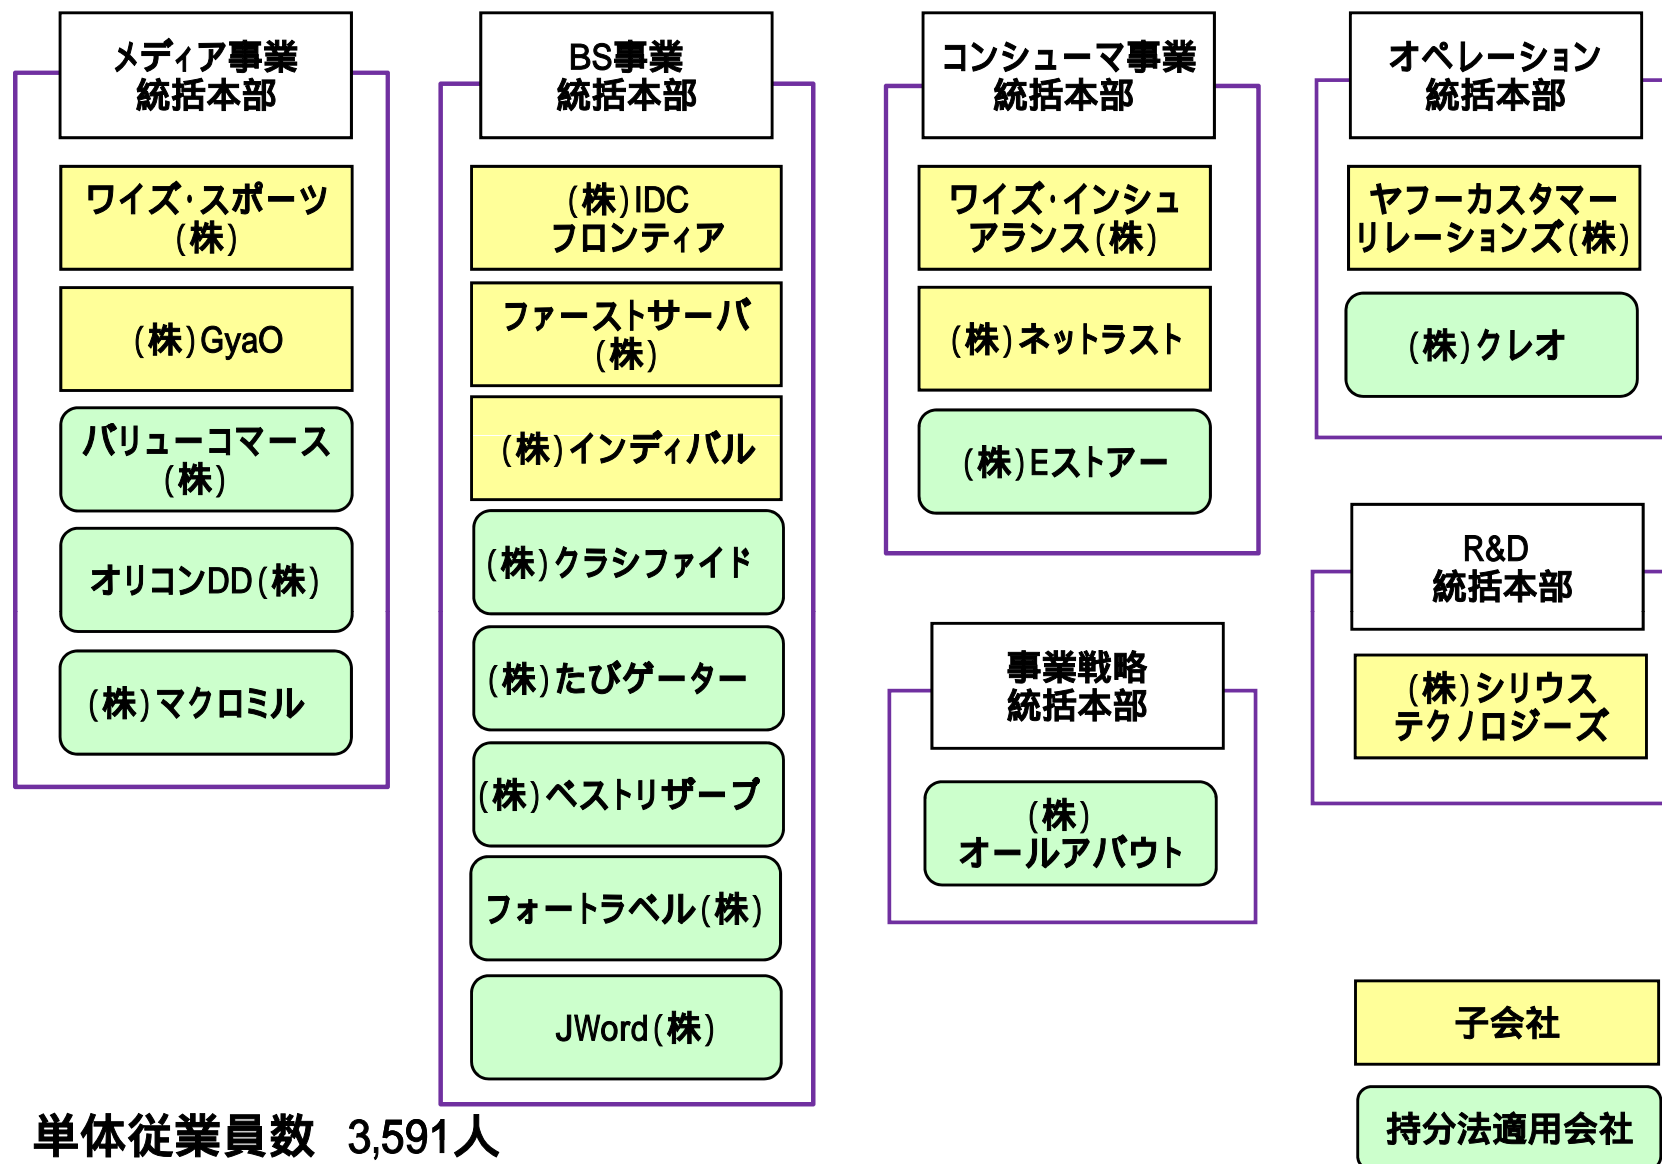 メディア事業
統括本部
ワイズ・スポーツ
(株)
(株)GyaO
バリューコマース
(株)
オリコンDD(株)
(株)マクロミル
BS事業
統括本部
(株)IDC
フロンティア
ファーストサーバ
(株)
(株)インディバル
(株)クラシファイド
(株)たびゲーター
(株)ベストリザーブ
フォートラベル(株)
JWord(株)
コンシューマ事業
統括本部
ワイズ・インシュ
アランス(株)
(株)ネットラスト
(株)Eストアー
事業戦略
統括本部
(株)
オールアバウト
オペレーション
統括本部
ヤフーカスタマー
リレーションズ(株)
(株)クレオ
R&D
統括本部
(株)シリウス
テクノロジーズ
子会社
持分法適用会社
単体従業員数 3,591人